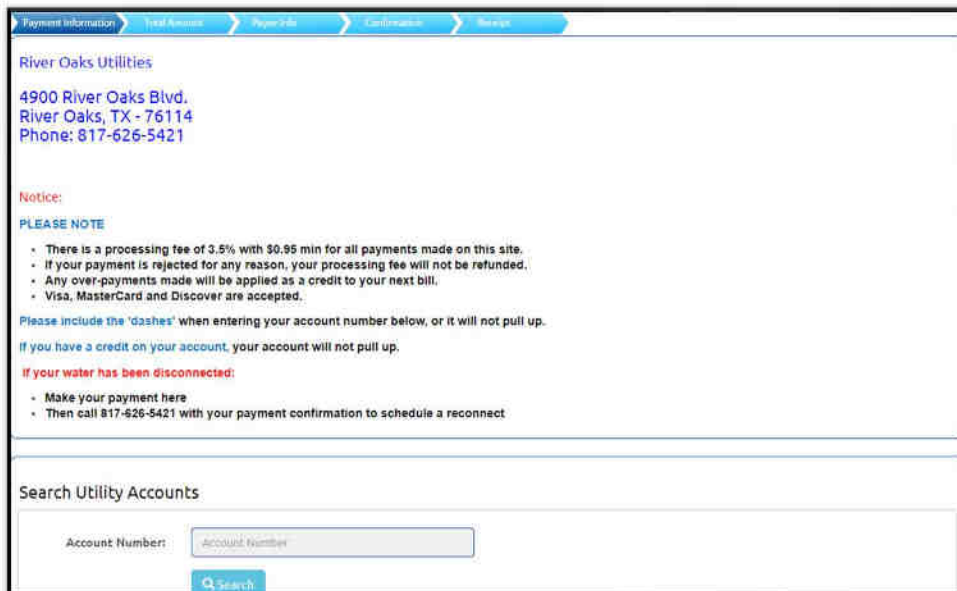 Payment Information Total Amount Payer Info Confirmation Receipt
River Oaks Utilities
4900 River Oaks Blvd.
River Oaks, TX - 76114
Phone: 817-626-5421
Notice:
PLEASE NOTE
There is a processing fee of 3.5% with $0.95 min for all payments made on this site.
If your payment is rejected for any reason, your processing fee will not be refunded.
Any over-payments made will be applied as a credit to your next bill.
Visa, MasterCard and Discover are accepted.
Please include the 'dashes' when entering your account number below, or it will not pull up.
If you have a credit on your account, your account will not pull up.
If your water has been disconnected:
Make your payment here
Then call 817-626-5421 with your payment confirmation to schedule a reconnect
Search Utility Accounts
Account Number: Account Number
Search